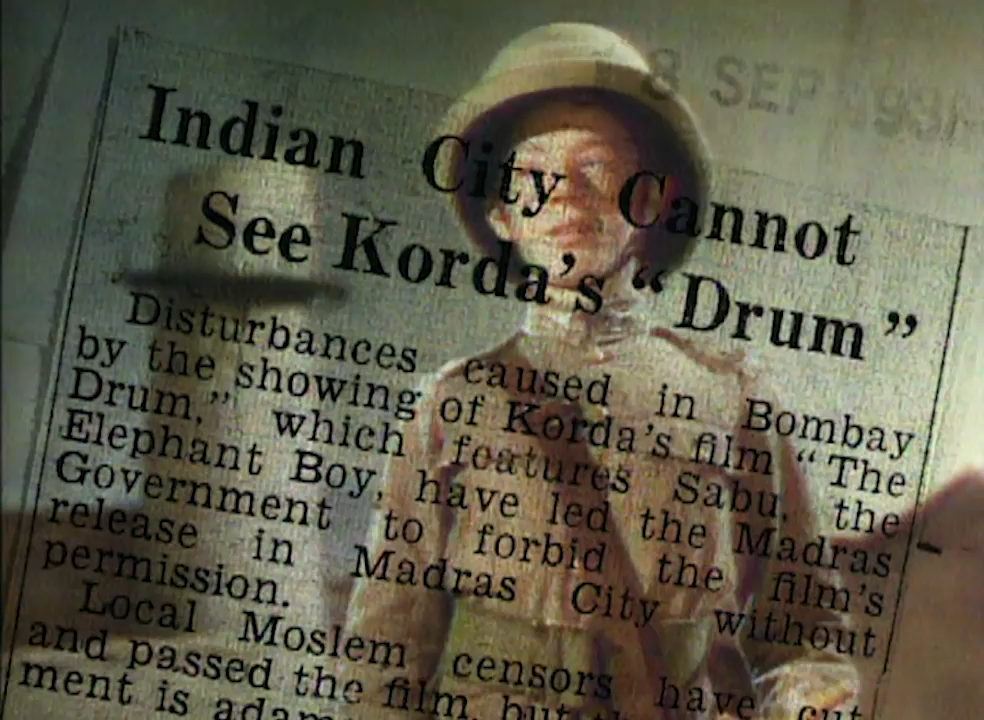 8 SEP 193
Indian City Cannot
See Korda's "Drum"
Disturbances caused in Bombay
by the showing of Korda's film "The
Drum," which features Sabu, the
Elephant Boy, have led the Madras
Government to forbid the film's
release in Madras City without
permission.
Local Moslem censors have cut
and passed the film, but
ment is